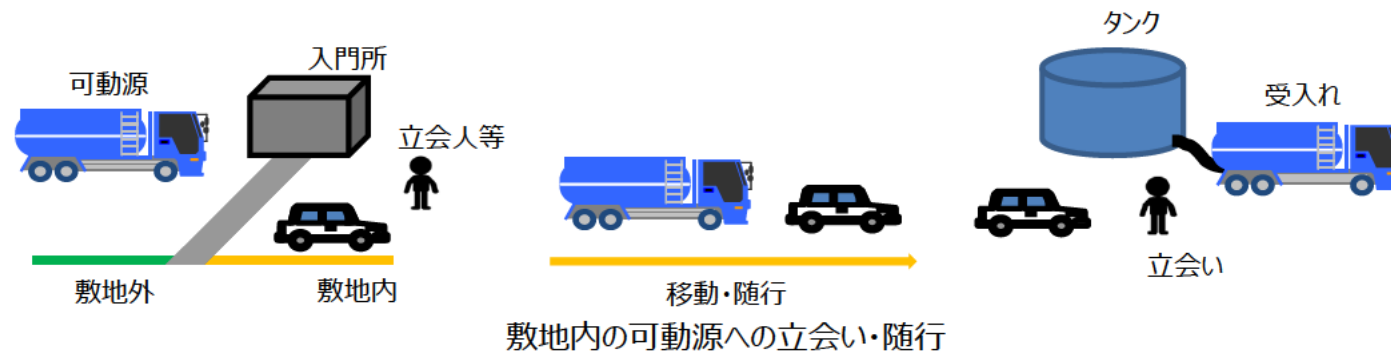 可動源
入門所
立会人等
敷地外
敷地内
移動・随行
タンク
受入れ
立会い
敷地内の可動源への立会い・随行